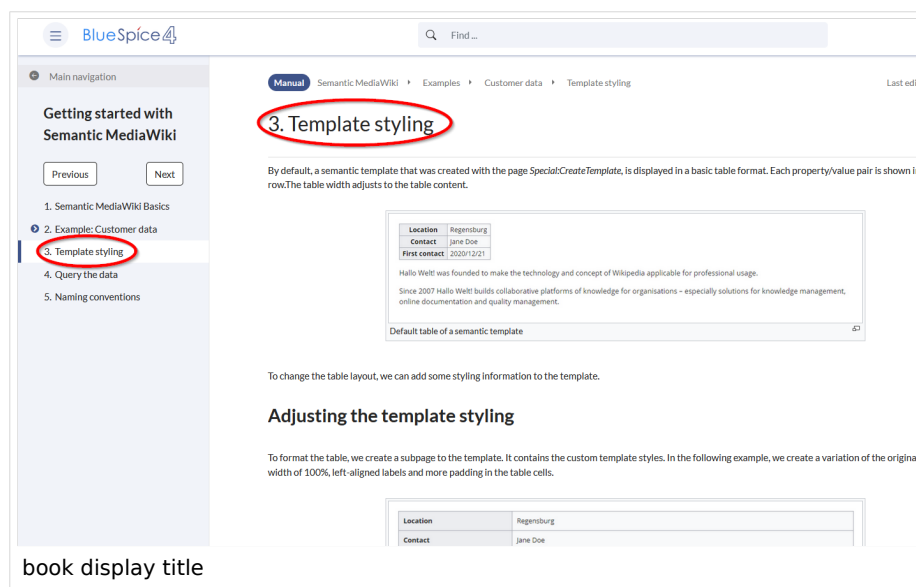 BlueSpice 4
Find ...
Main navigation
Getting started with
Semantic MediaWiki
Previous Next
1. Semantic MediaWiki Basics
2. Example: Customer data
3. Template styling
4. Query the data
5. Naming conventions
Manual Semantic MediaWiki Examples Customer data Template styling
Last edi
3. Template styling
By default, a semantic template that was created with the page Special:CreateTemplate, is displayed in a basic table format. Each property/value pair is shown i
row.The table width adjusts to the table content.
Location Regensburg
Contact Jane Doe
First contact 2020/12/21
Hallo Welt! was founded to make the technology and concept of Wikipedia applicable for professional usage.
Since 2007 Hallo Welt! builds collaborative platforms of knowledge for organisations – especially solutions for knowledge management,
online documentation and quality management.
Default table of a semantic template
To change the table layout, we can add some styling information to the template.
Adjusting the template styling
To format the table, we create a subpage to the template. It contains the custom template styles. In the following example, we create a variation of the origina
width of 100%, left-aligned labels and more padding in the table cells.
Location Regensburg
Contact Jane Doe
book display title